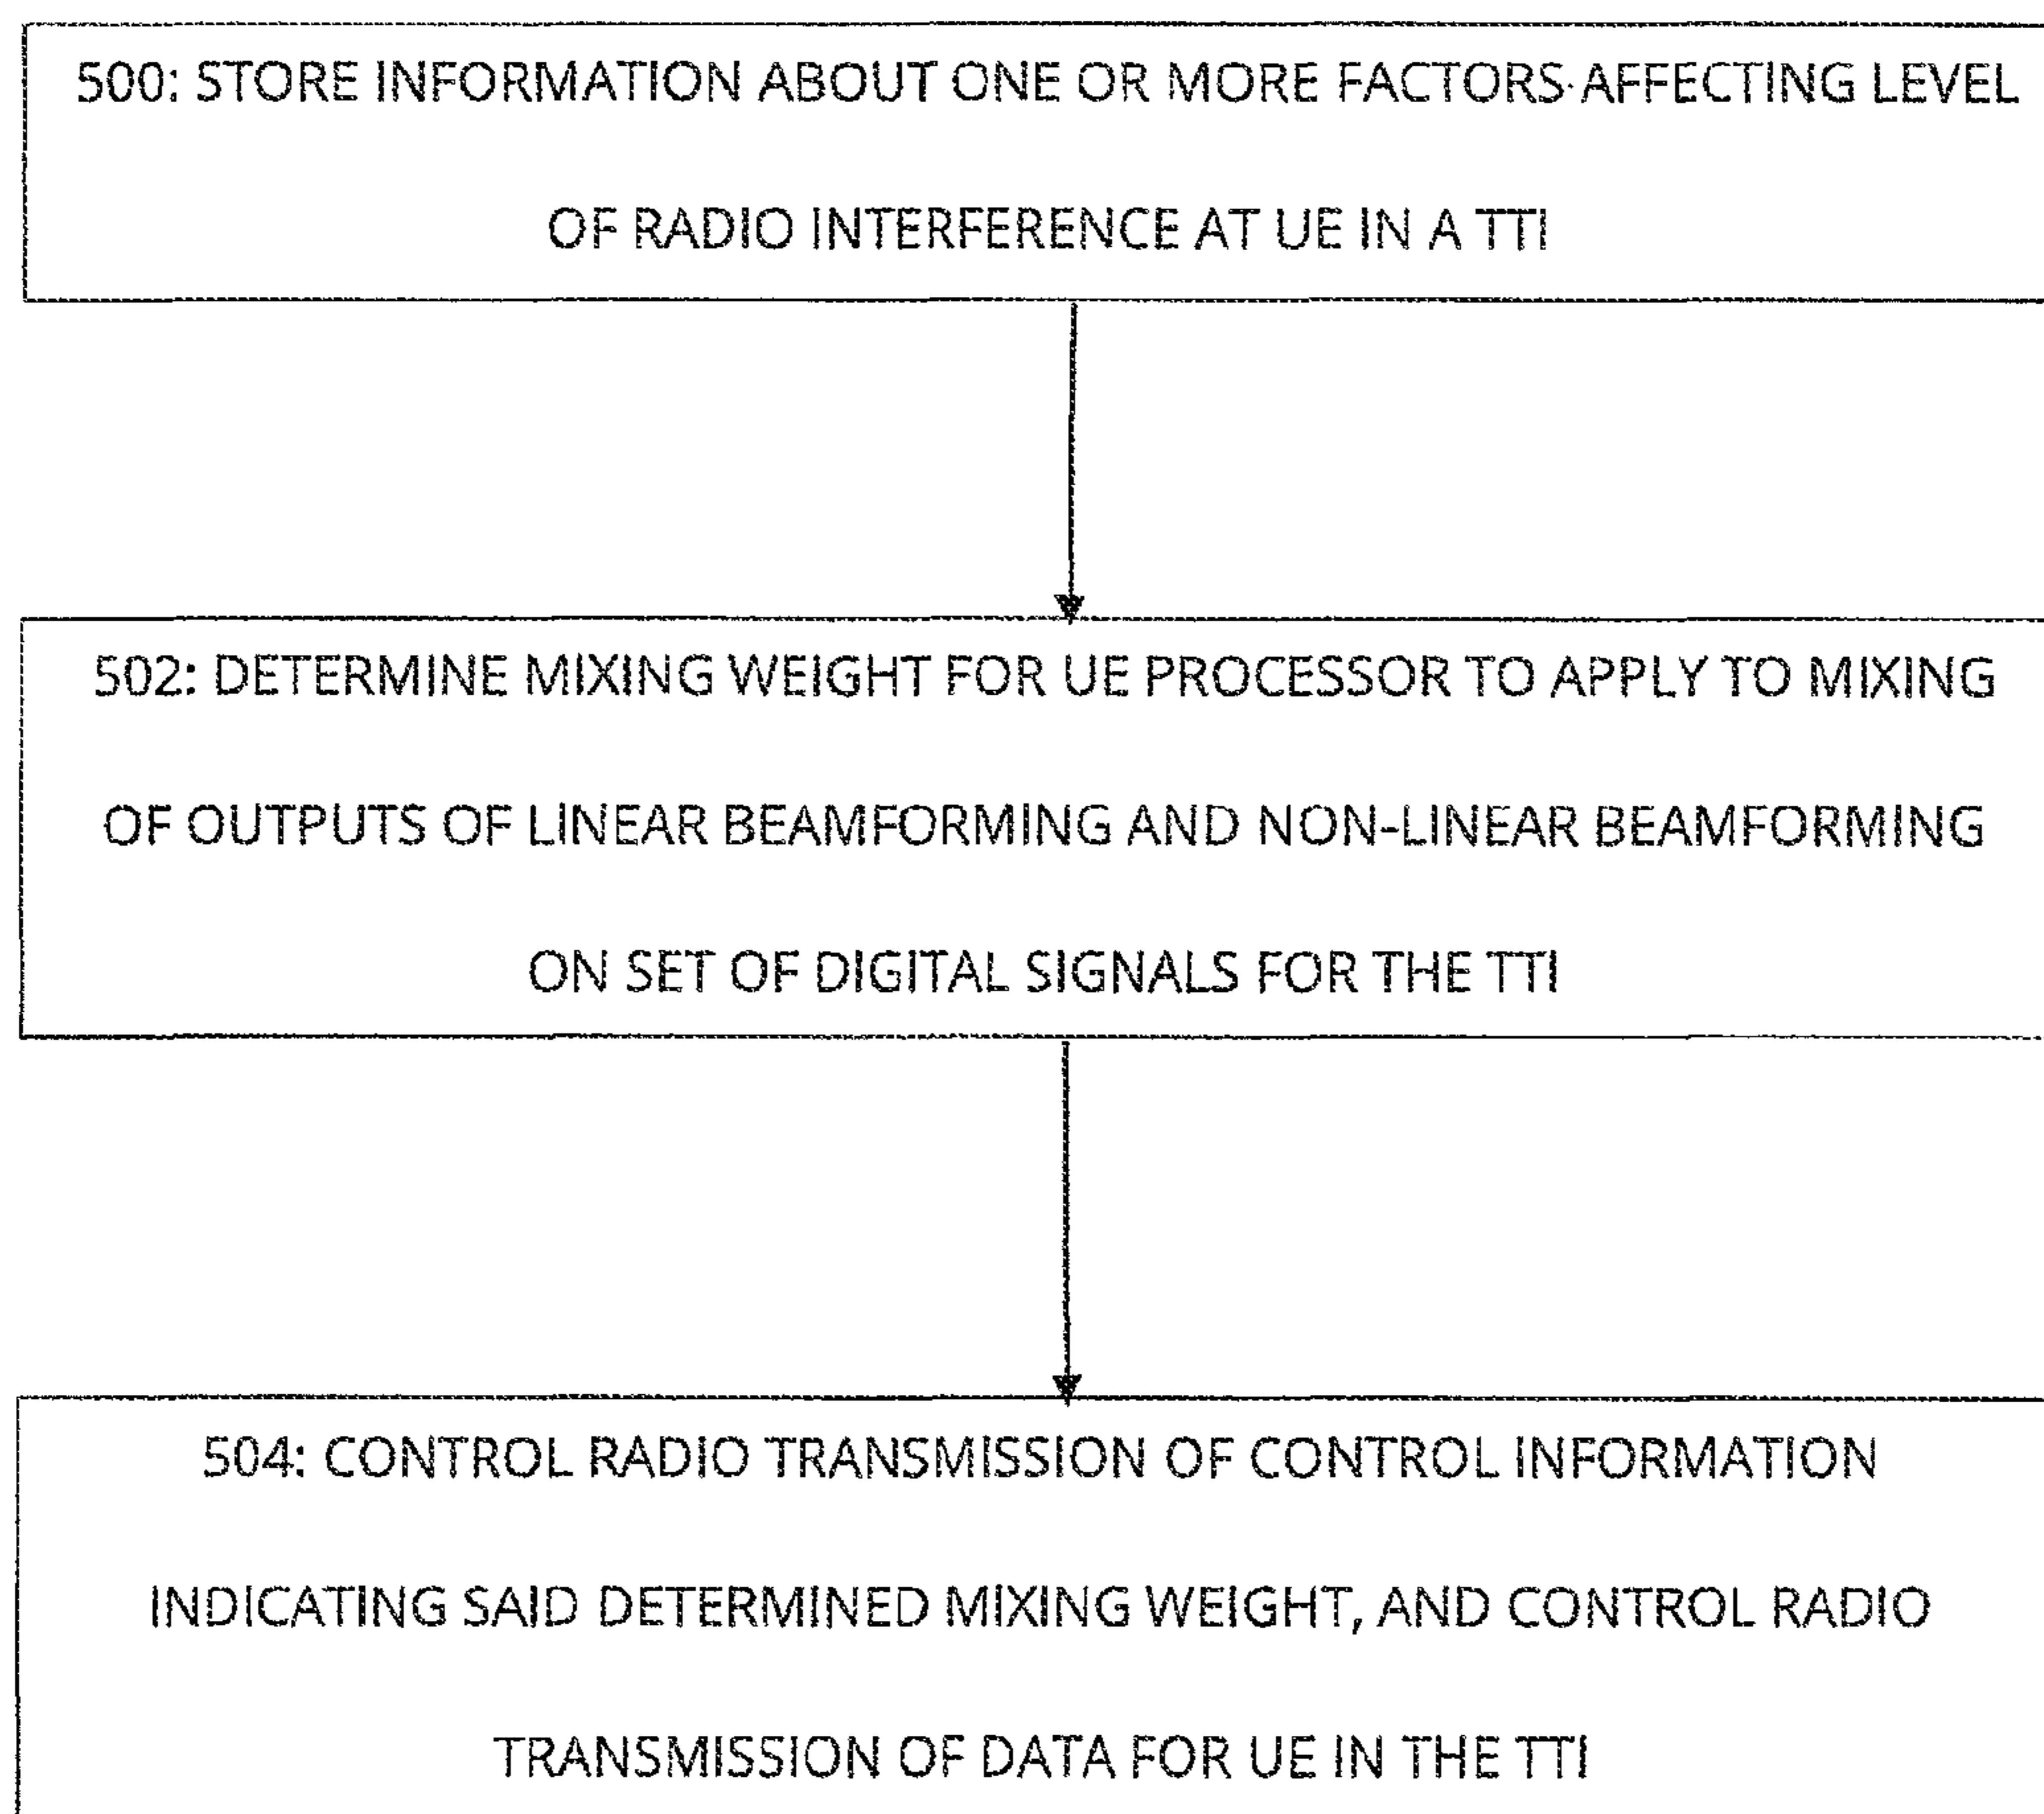 500: STORE INFORMATION ABOUT ONE OR MORE FACTORS AFFECTING LEVEL
OF RADIO INTERFERENCE AT UE IN A TTI
502: DETERMINE MIXING WEIGHT FOR UE PROCESSOR TO APPLY TO MIXING
OF OUTPUTS OF LINEAR BEAMFORMING AND NON-LINEAR BEAMFORMING
ON SET OF DIGITAL SIGNALS FOR THE TTI
504: CONTROL RADIO TRANSMISSION OF CONTROL INFORMATION
INDICATING SAID DETERMINED MIXING WEIGHT, AND CONTROL RADIO
TRANSMISSION OF DATA FOR UE IN THE TTI